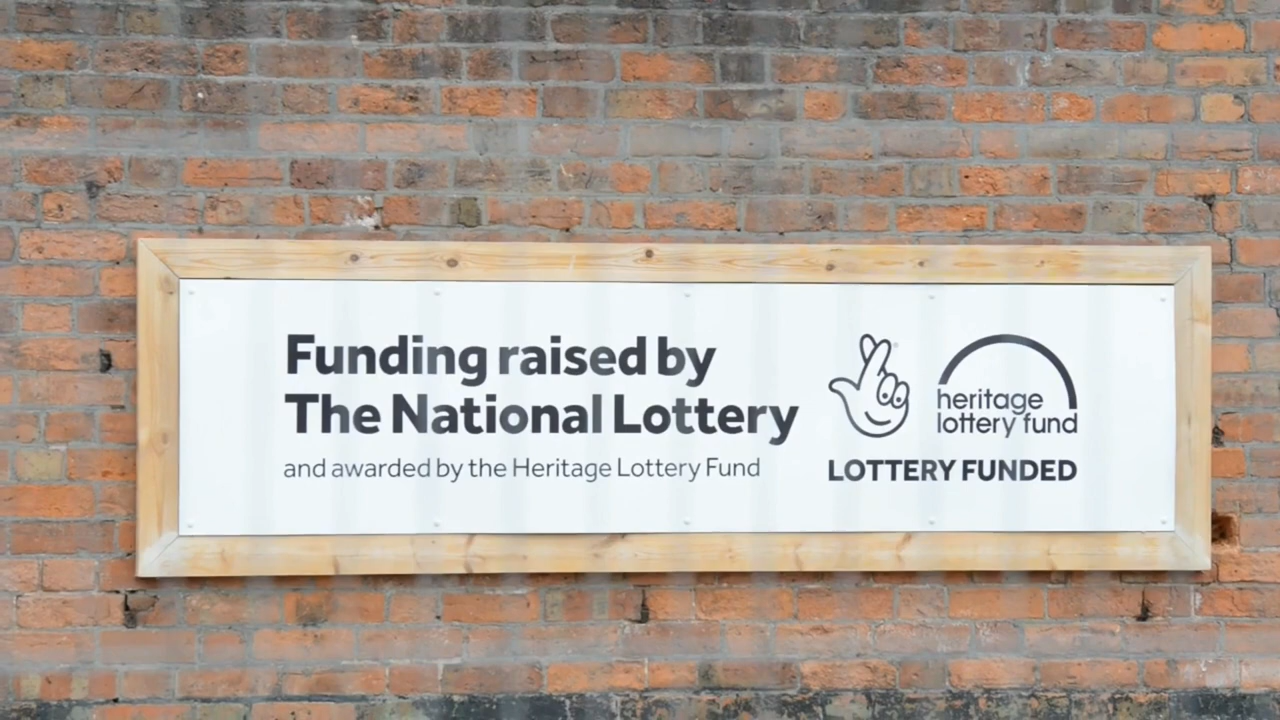 Funding raised by
The National Lottery
and awarded by the Heritage Lottery Fund
heritage
lottery fund
LOTTERY FUNDED